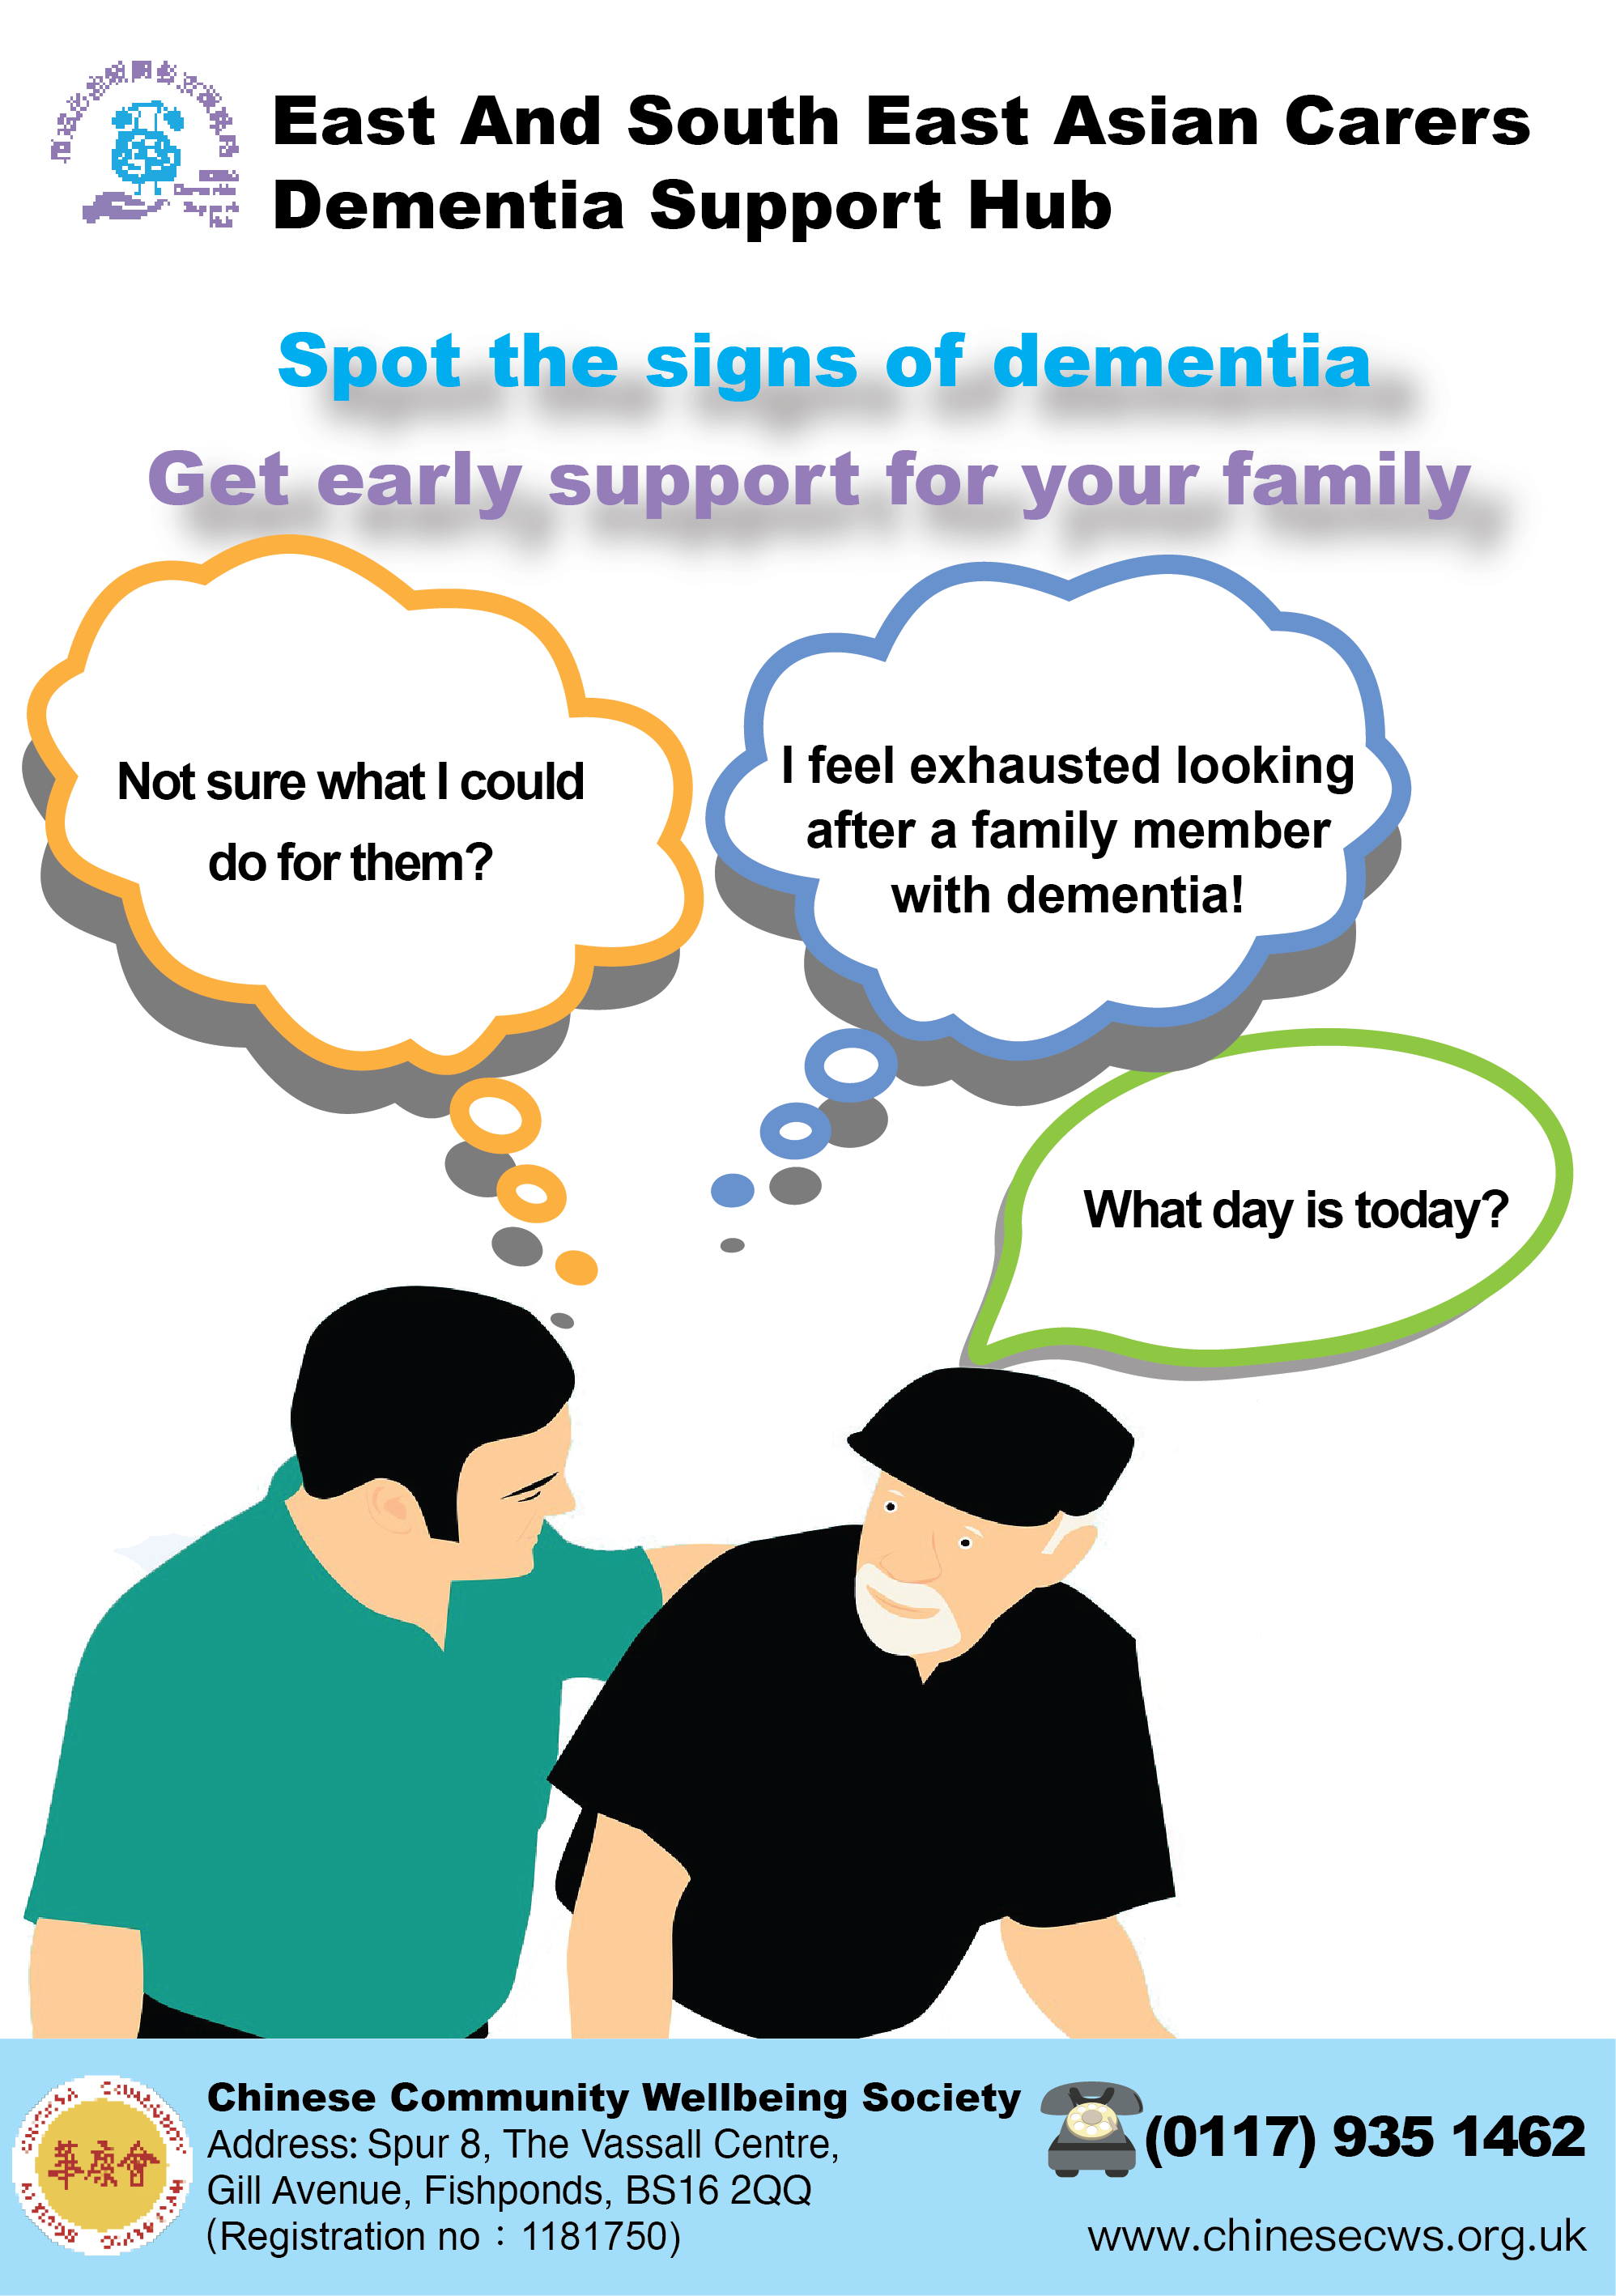 East And South East Asian Carers
Dementia Support Hub
Spot the signs of dementia
Get early support for your family
Not sure what I could
do for them?
I feel exhausted looking
after a family member
with dementia!
What day is today?
華康會
Chinese Community Wellbeing Society
Address: Spur 8, The Vassall Centre,
Gill Avenue, Fishponds, BS16 2QQ
(Registration no：1181750)
(0117) 935 1462
www.chinesecws.org.uk